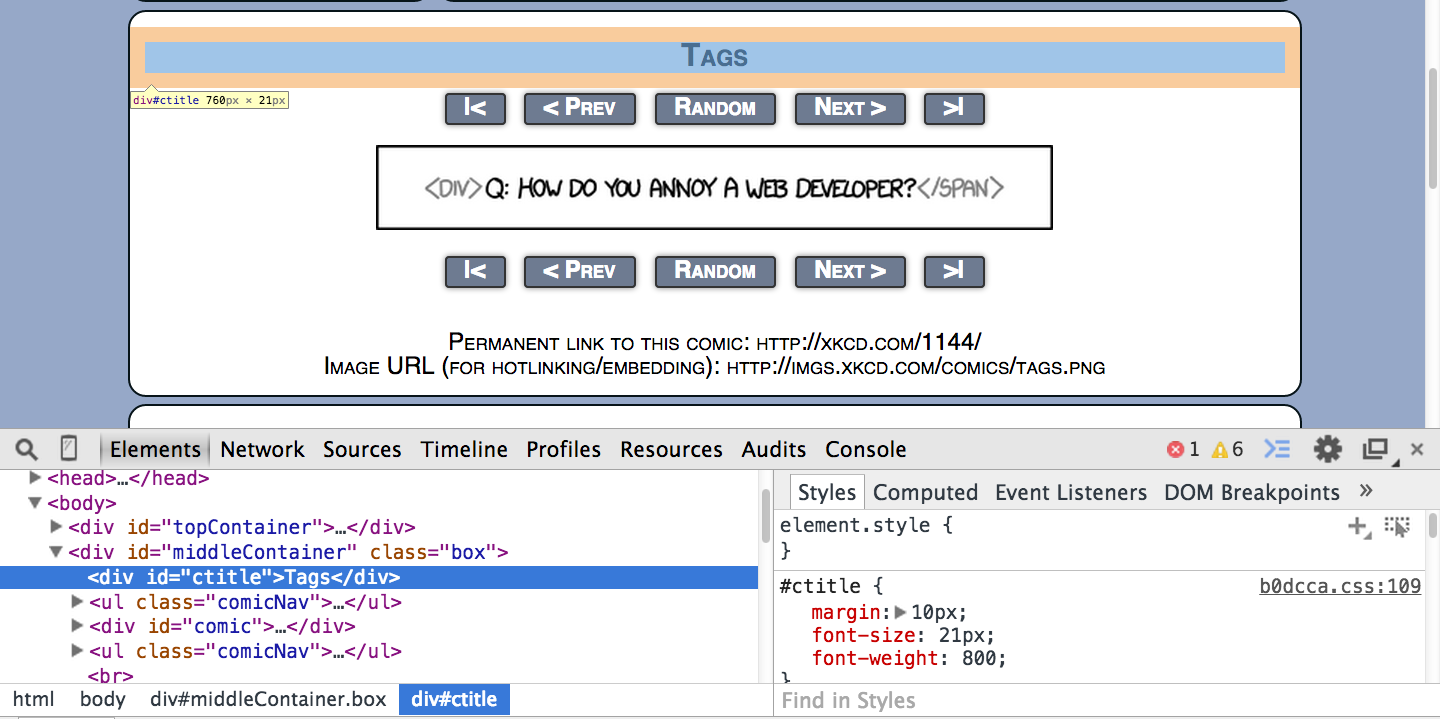 Tags
div#ctitle 760px × 21px
|< < Prev Random Next > >|
<DIV>Q: HOW DO YOU ANNOY A WEB DEVELOPER?</SPAN>
|< < Prev Random Next > >|
Permanent link to this comic: http://xkcd.com/1144/
Image URL (for hotlinking/embedding): http://imgs.xkcd.com/comics/tags.png
Elements Network Sources Timeline Profiles Resources Audits Console 1 6
<head>…</head>
<body>
<div id="topContainer">…</div>
<div id="middleContainer" class="box">
<div id="ctitle">Tags</div>
<ul class="comicNav">…</ul>
<div id="comic">…</div>
<ul class="comicNav">…</ul>
<br>
html body div#middleContainer.box div#ctitle
Styles Computed Event Listeners DOM Breakpoints »
element.style {
}
#ctitle { b0dcca.css:109
margin: 10px;
font-size: 21px;
font-weight: 800;
}
Find in Styles